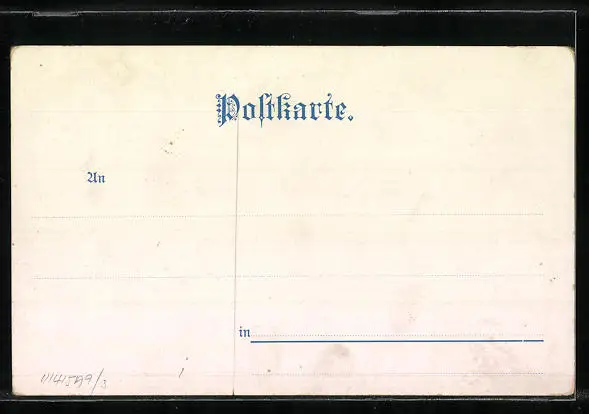 Postkarte.
An
in